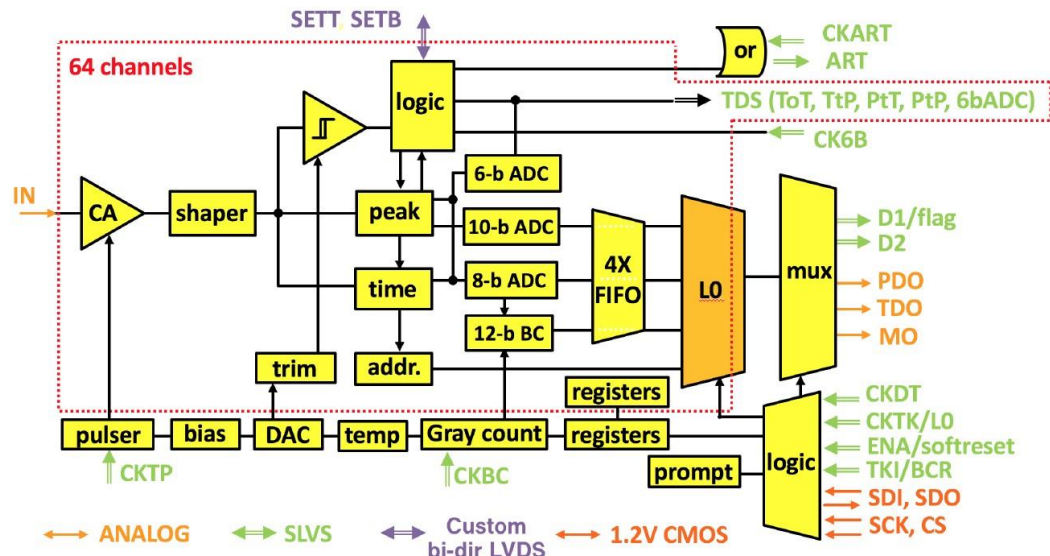 SETT, SETB
64 channels
or
CKART
ART
logic
TDS (ToT, TtP, PtT, PtP, 6bADC)
CK6B
6-b ADC
IN
CA
shaper
peak
10-b ADC
4X
FIFO
L0
mux
D1/flag
D2
PDO
TDO
MO
time
8-b ADC
12-b BC
trim
addr.
registers
pulser
bias
DAC
temp
Gray count
registers
logic
CKDT
CKTK/L0
ENA/softreset
TKI/BCR
prompt
SDI, SDO
SCK, CS
CKTP
CKBC
ANALOG
SLVS
Custom
bi-dir LVDS
1.2V CMOS